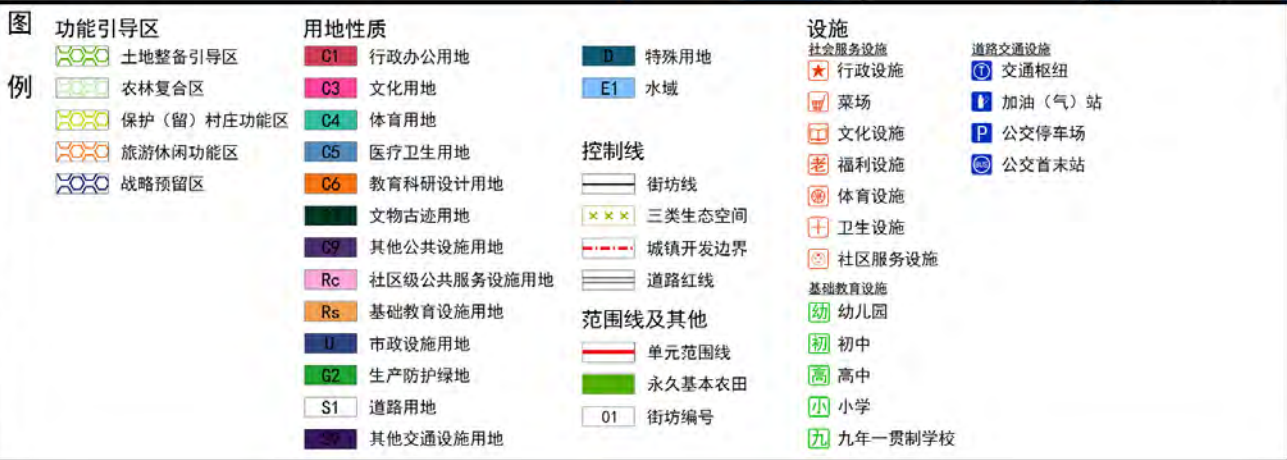 图例
功能引导区
土地整备引导区
农林复合区
保护（留）村庄功能区
旅游休闲功能区
战略预留区
用地性质
C1 行政办公用地
C3 文化用地
C4 体育用地
C5 医疗卫生用地
C6 教育科研设计用地
文物古迹用地
C9 其他公共设施用地
Rc 社区级公共服务设施用地
Rs 基础教育设施用地
U 市政设施用地
G2 生产防护绿地
S1 道路用地
其他交通设施用地
D 特殊用地
E1 水域
控制线
街坊线
三类生态空间
城镇开发边界
道路红线
范围线及其他
单元范围线
永久基本农田
01 街坊编号
设施
社会服务设施
行政设施
菜场
文化设施
老 福利设施
体育设施
卫生设施
社区服务设施
基础教育设施
幼 幼儿园
初 初中
高 高中
小 小学
九 九年一贯制学校
道路交通设施
T 交通枢纽
加油（气）站
P 公交停车场
BUS 公交首末站